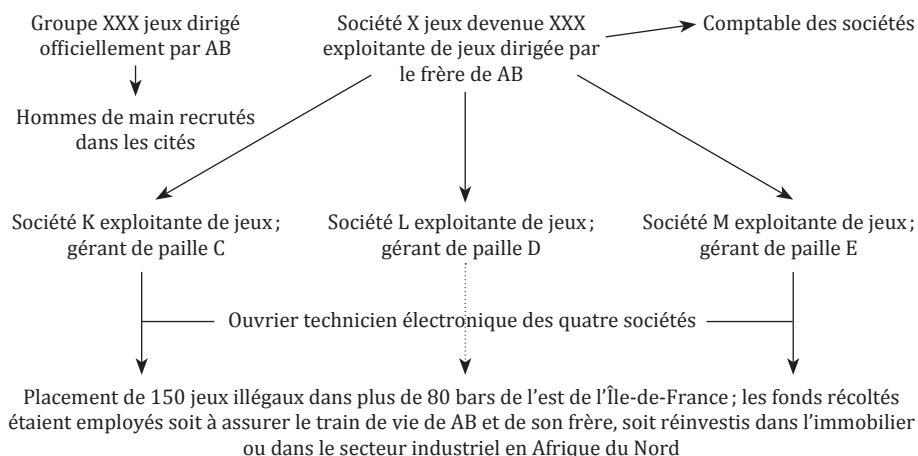 Groupe XXX jeux dirigé
officiellement par AB
Société X jeux devenue XXX
exploitante de jeux dirigée par
le frère de AB
Comptable des sociétés
Hommes de main recrutés
dans les cités
Société K exploitante de jeux ;
gérant de paille C
Société L exploitante de jeux ;
gérant de paille D
Société M exploitante de jeux ;
gérant de paille E
Ouvrier technicien électronique des quatre sociétés
Placement de 150 jeux illégaux dans plus de 80 bars de l’est de l’Île-de-France ; les fonds récoltés
étaient employés soit à assurer le train de vie de AB et de son frère, soit réinvestis dans l’immobilier
ou dans le secteur industriel en Afrique du Nord